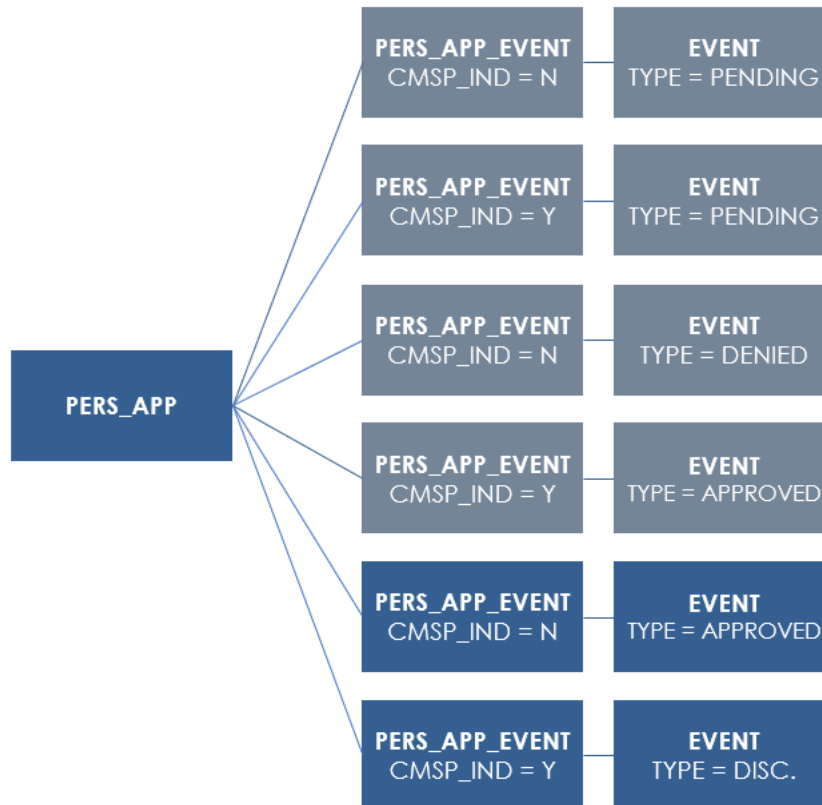 PERS_APP_EVENT
CMSP_IND = N
EVENT
TYPE = PENDING
PERS_APP_EVENT
CMSP_IND = Y
EVENT
TYPE = PENDING
PERS_APP_EVENT
CMSP_IND = N
EVENT
TYPE = DENIED
PERS_APP
PERS_APP_EVENT
CMSP_IND = Y
EVENT
TYPE = APPROVED
PERS_APP_EVENT
CMSP_IND = N
EVENT
TYPE = APPROVED
PERS_APP_EVENT
CMSP_IND = Y
EVENT
TYPE = DISC.